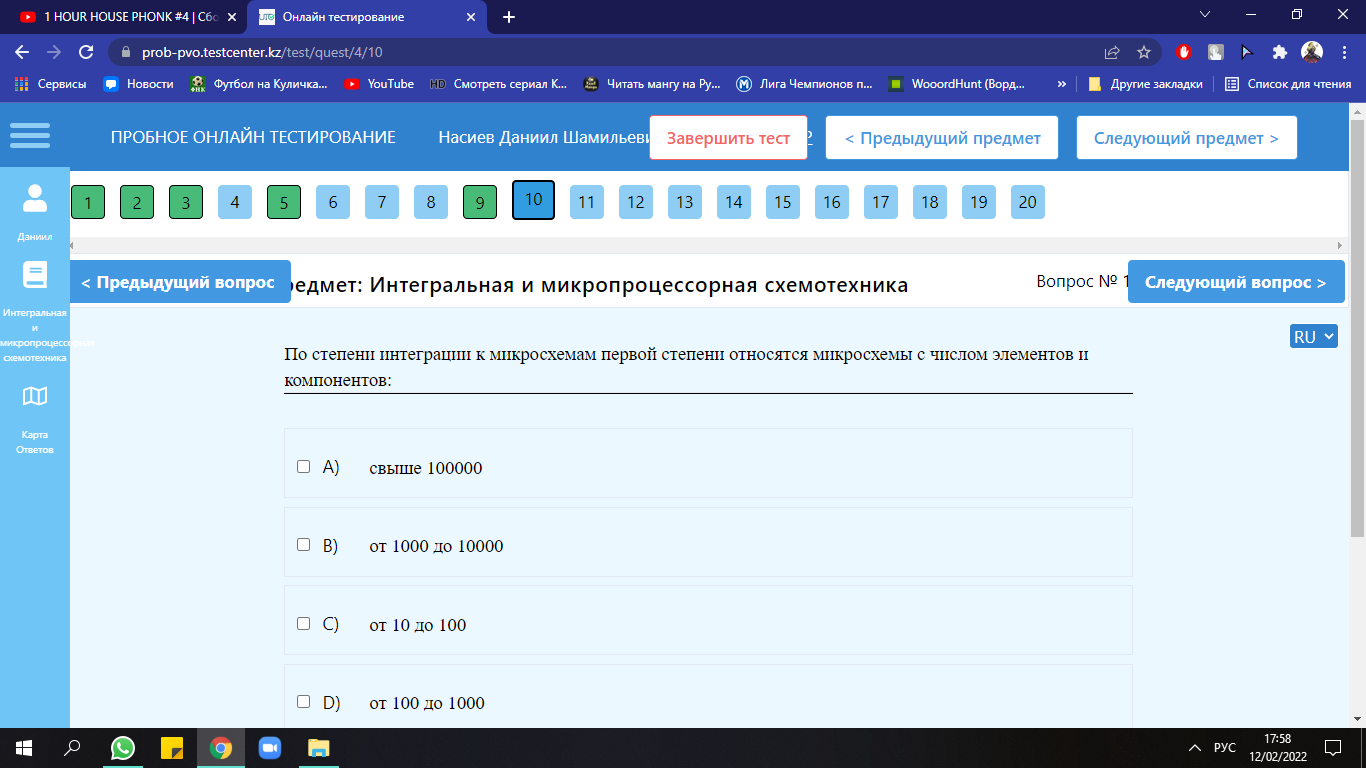 1 HOUR HOUSE PHONK #4 | Сбо
Онлайн тестирование
prob-pvo.testcenter.kz/test/quest/4/10
Сервисы Новости Футбол на Куличка... YouTube HD Смотреть сериал К... Читать мангу на Ру... Лига Чемпионов п... WooordHunt (Ворд... » Другие закладки Список для чтения
ПРОБНОЕ ОНЛАЙН ТЕСТИРОВАНИЕ Насиев Даниил Шамильеви Завершить тест 2 < Предыдущий предмет Следующий предмет >
1 2 3 4 5 6 7 8 9 10 11 12 13 14 15 16 17 18 19 20
Даниил
< Предыдущий вопрос редмет: Интегральная и микропроцессорная схемотехника Вопрос № 1 Следующий вопрос >
Интегральная
и
микропроцессорная
схемотехника
RU
По степени интеграции к микросхемам первой степени относятся микросхемы с числом элементов и
компонентов:
Карта
Ответов
A) свыше 100000
B) от 1000 до 10000
C) от 10 до 100
D) от 100 до 1000
РУС 17:58
12/02/2022